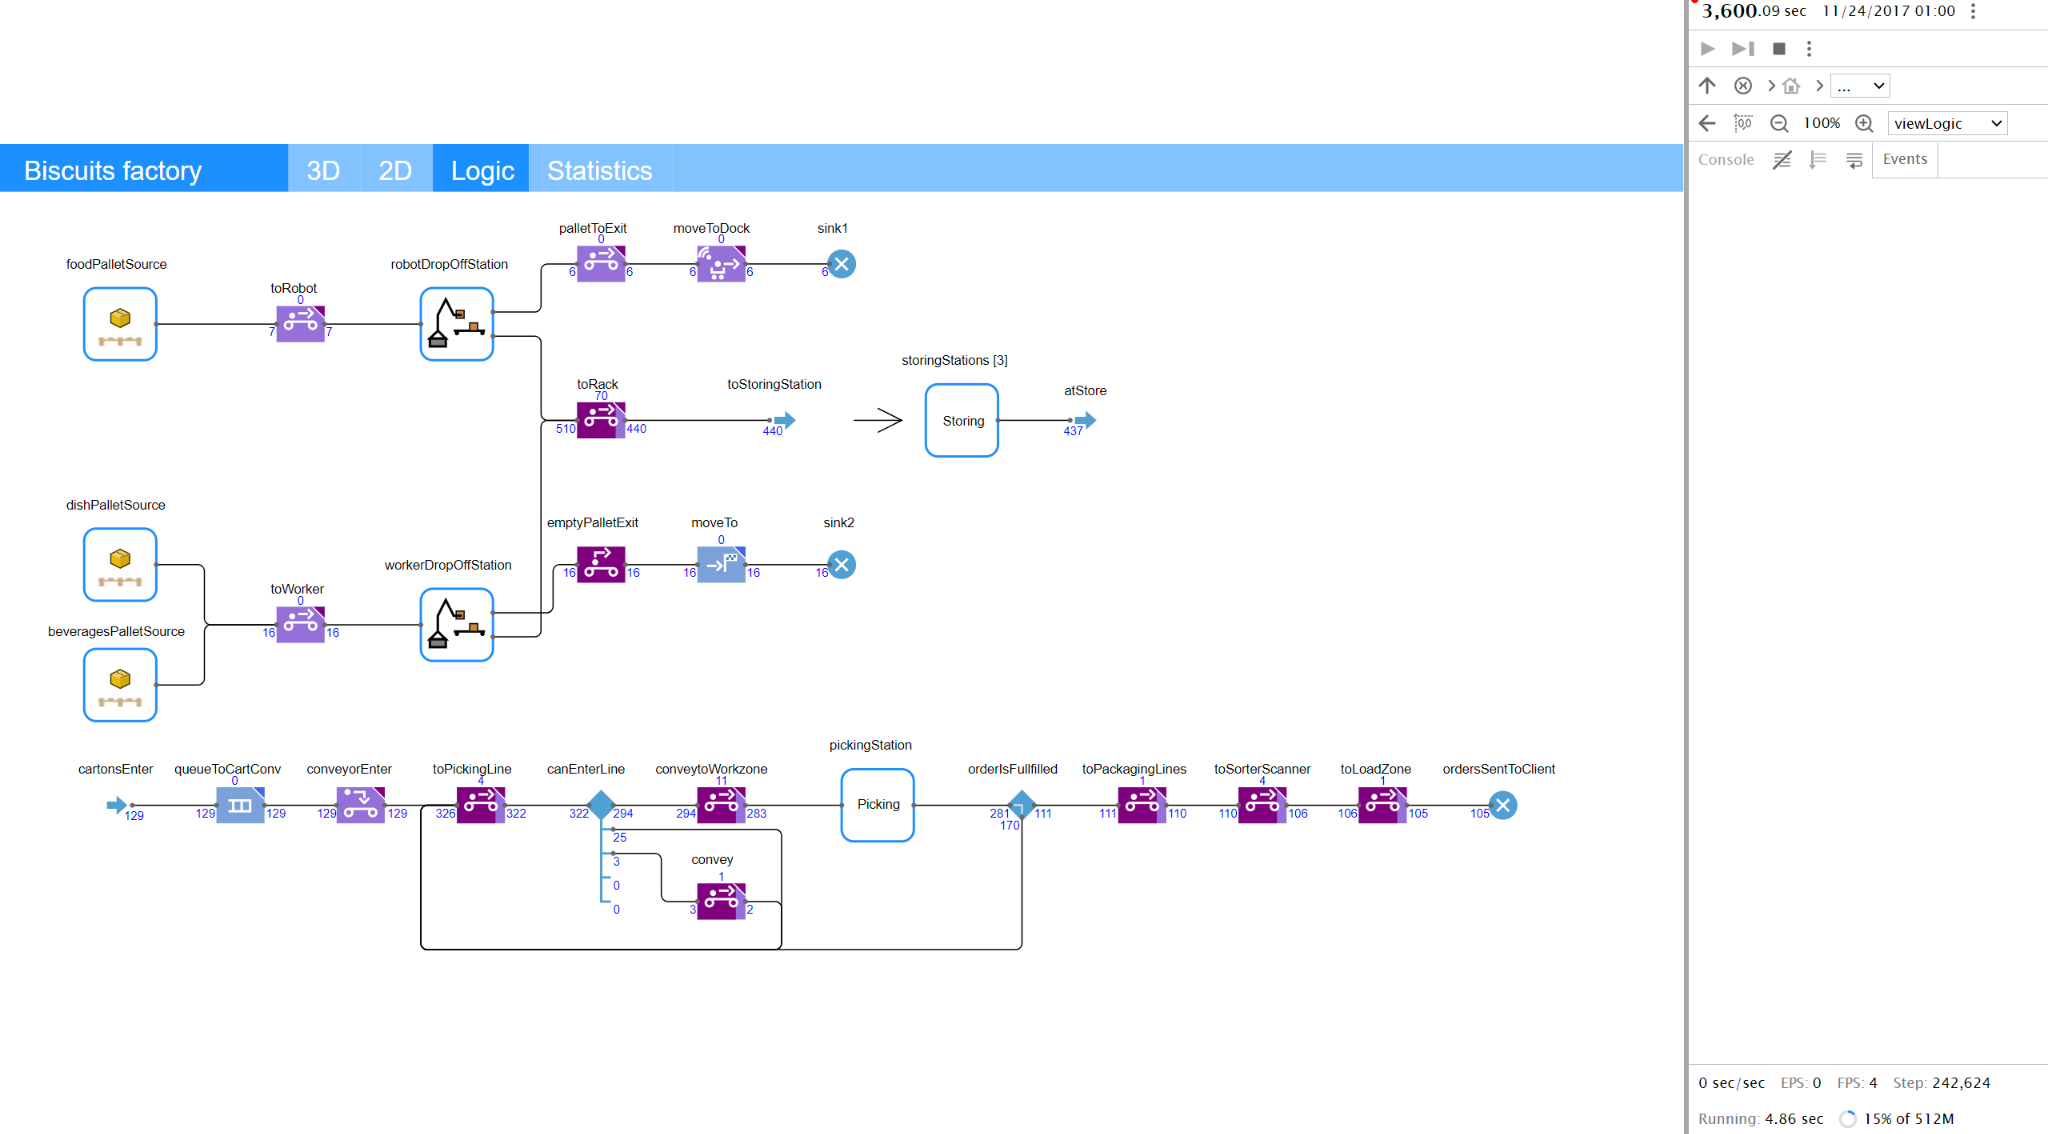 3,600.09 sec 11/24/2017 01:00
...
100% viewLogic
Console Events
Biscuits factory 3D 2D Logic Statistics
palletToExit moveToDock sink1
0 0
6 6 6 6 6
foodPalletSource robotDropOffStation
toRobot
0
7 7
storingStations [3]
toRack toStoringStation atStore
70
510 440 440 Storing 437
dishPalletSource
emptyPalletExit moveTo sink2
0
16 16 16 16 16
workerDropOffStation
toWorker
0
16 16
beveragesPalletSource
pickingStation
cartonsEnter queueToCartConv conveyorEnter toPickingLine canEnterLine conveytoWorkzone orderIsFullfilled toPackagingLines toSorterScanner toLoadZone ordersSentToClient
0 4 11 1 4 1
Picking
129 129 129 129 129 326 322 322 294 294 283 281 111 111 110 110 106 106 105 105
170
25
3
convey
1
0
0
3 2
0 sec/sec EPS: 0 FPS: 4 Step: 242,624
Running: 4.86 sec 15% of 512M